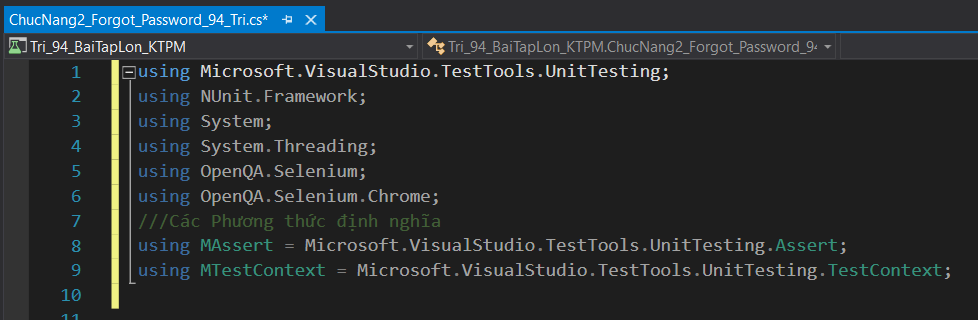 ChucNang2_Forgot_Password_94_Tri.cs*
Tri_94_BaiTapLon_KTPM Tri_94_BaiTapLon_KTPM.ChucNang2_Forgot_Password_94
1 using Microsoft.VisualStudio.TestTools.UnitTesting;
2 using NUnit.Framework;
3 using System;
4 using System.Threading;
5 using OpenQA.Selenium;
6 using OpenQA.Selenium.Chrome;
7 ///Các Phương thức định nghĩa
8 using MAssert = Microsoft.VisualStudio.TestTools.UnitTesting.Assert;
9 using MTestContext = Microsoft.VisualStudio.TestTools.UnitTesting.TestContext;
10
11